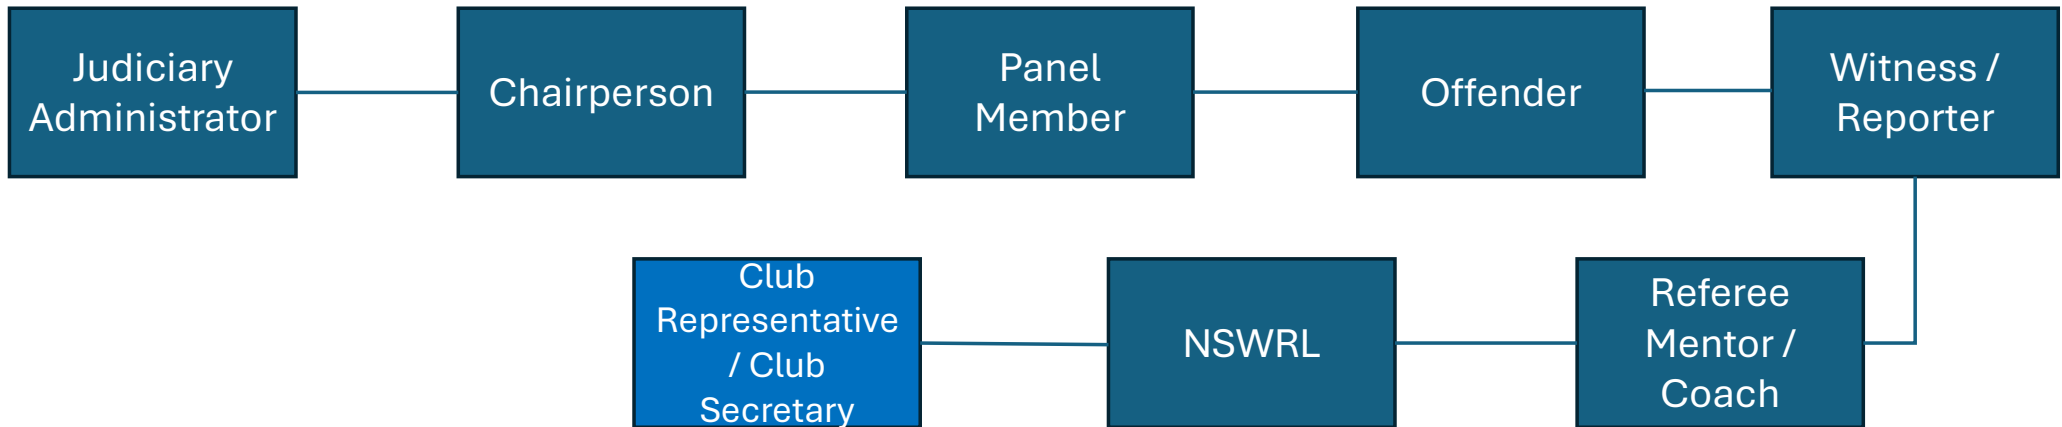 Judiciary
Administrator
Chairperson
Panel
Member
Offender
Witness /
Reporter
Club
Representative
/ Club
Secretary
NSWRL
Referee
Mentor /
Coach